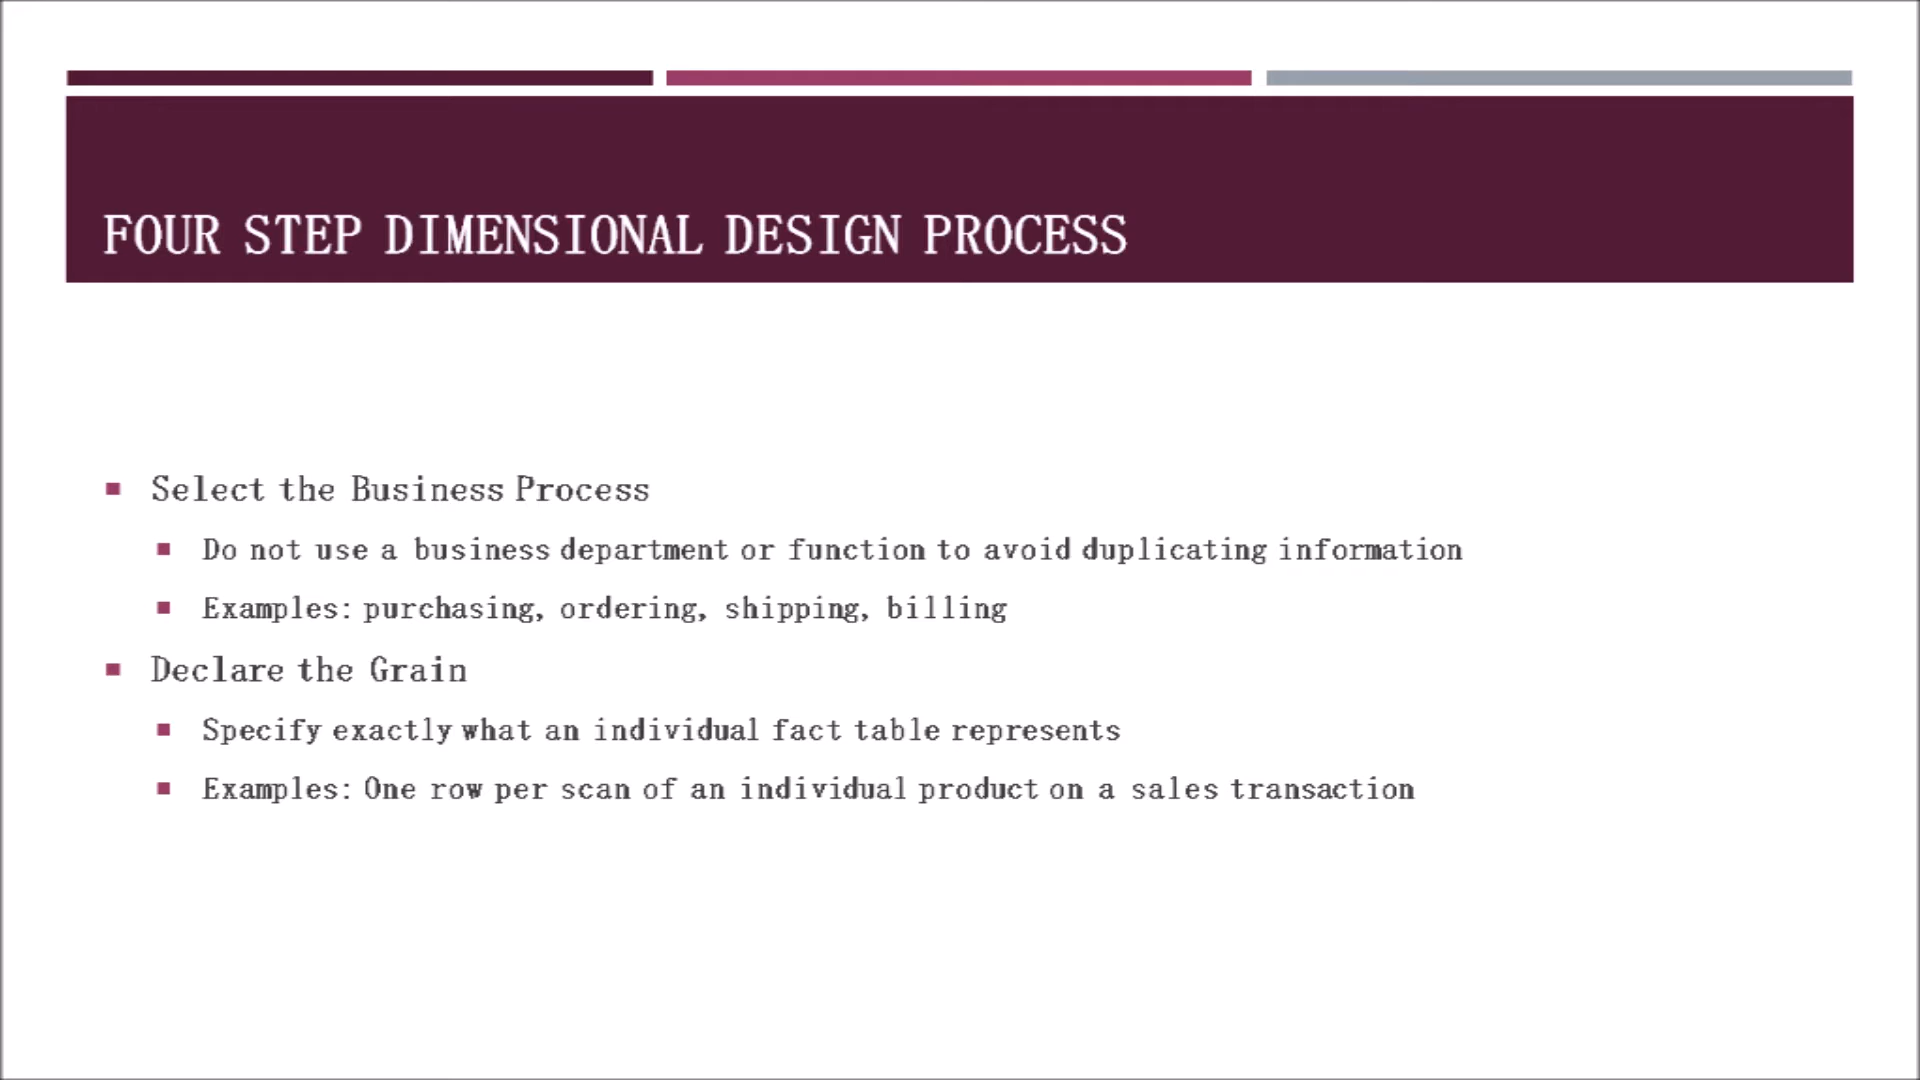 FOUR STEP DIMENSIONAL DESIGN PROCESS
Select the Business Process
Do not use a business department or function to avoid duplicating information
Examples: purchasing, ordering, shipping, billing
Declare the Grain
Specify exactly what an individual fact table represents
Examples: One row per scan of an individual product on a sales transaction